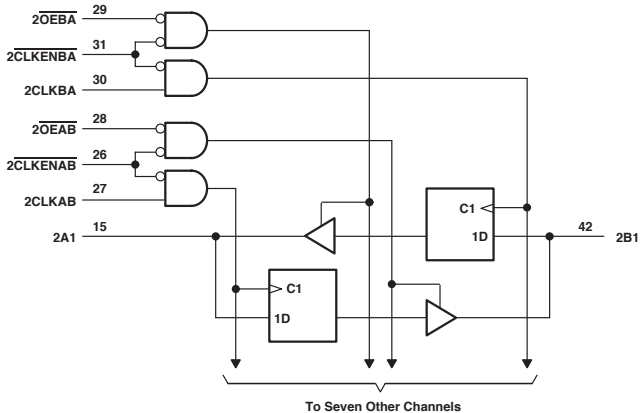 2OEBA 29
2CLKENBA 31
2CLKBA 30
2OEAB 28
2CLKENAB 26
2CLKAB 27
2A1 15
C1
1D
42 2B1
C1
1D
To Seven Other Channels